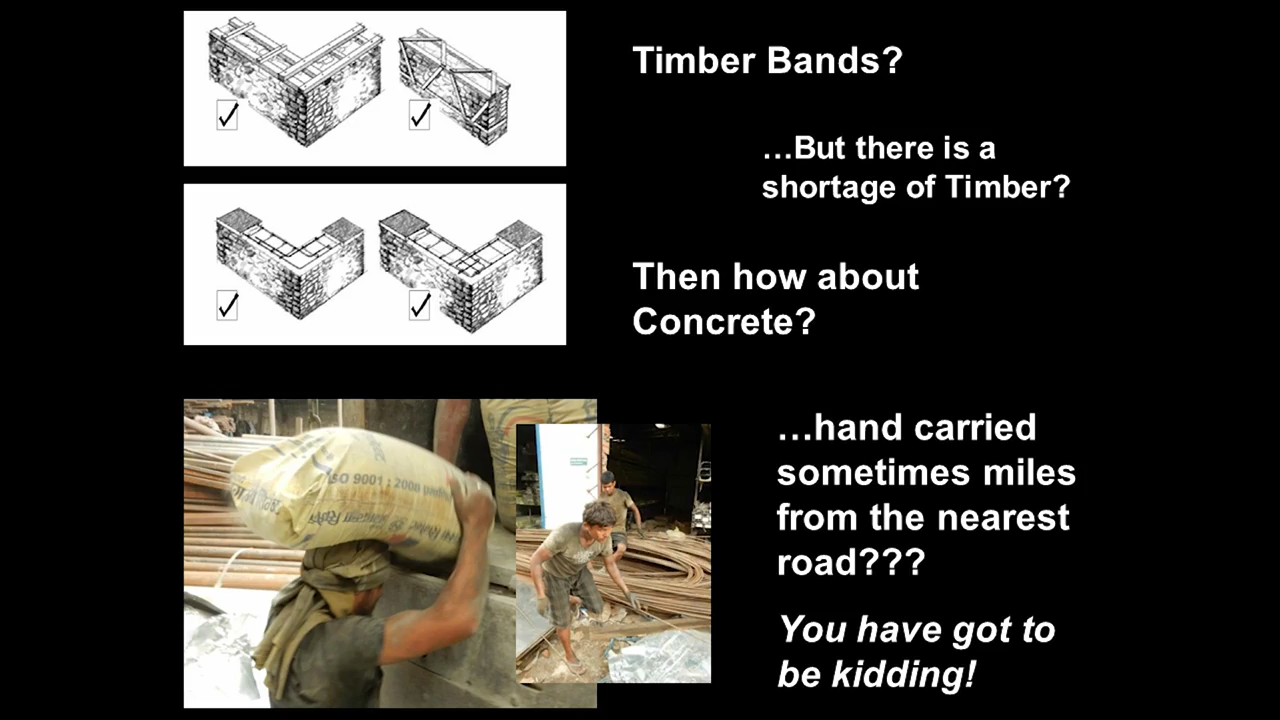 Timber Bands?
…But there is a
shortage of Timber?
Then how about
Concrete?
…hand carried
sometimes miles
from the nearest
road???
You have got to
be kidding!
ISO 9001 : 2008